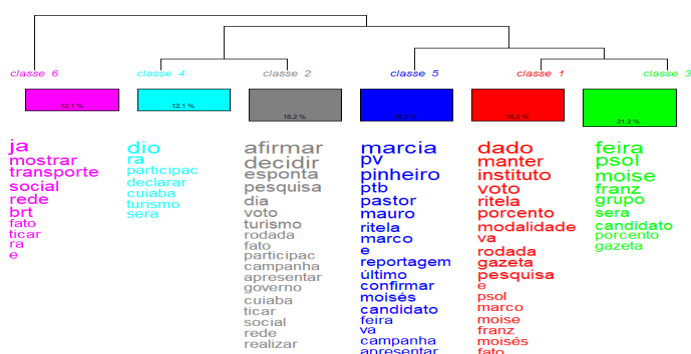 classe 6
classe 4
classe 2
classe 5
classe 1
classe 3
12.1 %
12.1 %
18.2 %
18.2 %
18.2 %
21.2 %
ja
mostrar
transporte
social
rede
brt
fato
ticar
ra
e
dio
ra
participac
declarar
cuiaba
turismo
sera
afirmar
decidir
esponta
pesquisa
dia
voto
turismo
rodada
fato
participac
campanha
apresentar
governo
cuiaba
ticar
social
rede
realizar
marcia
pv
pinheiro
ptb
pastor
mauro
ritela
marco
e
reportagem
último
confirmar
moisés
candidato
feira
va
campanha
apresentar
dado
manter
instituto
voto
ritela
porcento
modalidade
va
rodada
gazeta
pesquisa
e
psol
marco
moise
franz
moisés
fato
feira
psol
moise
franz
grupo
sera
candidato
porcento
gazeta